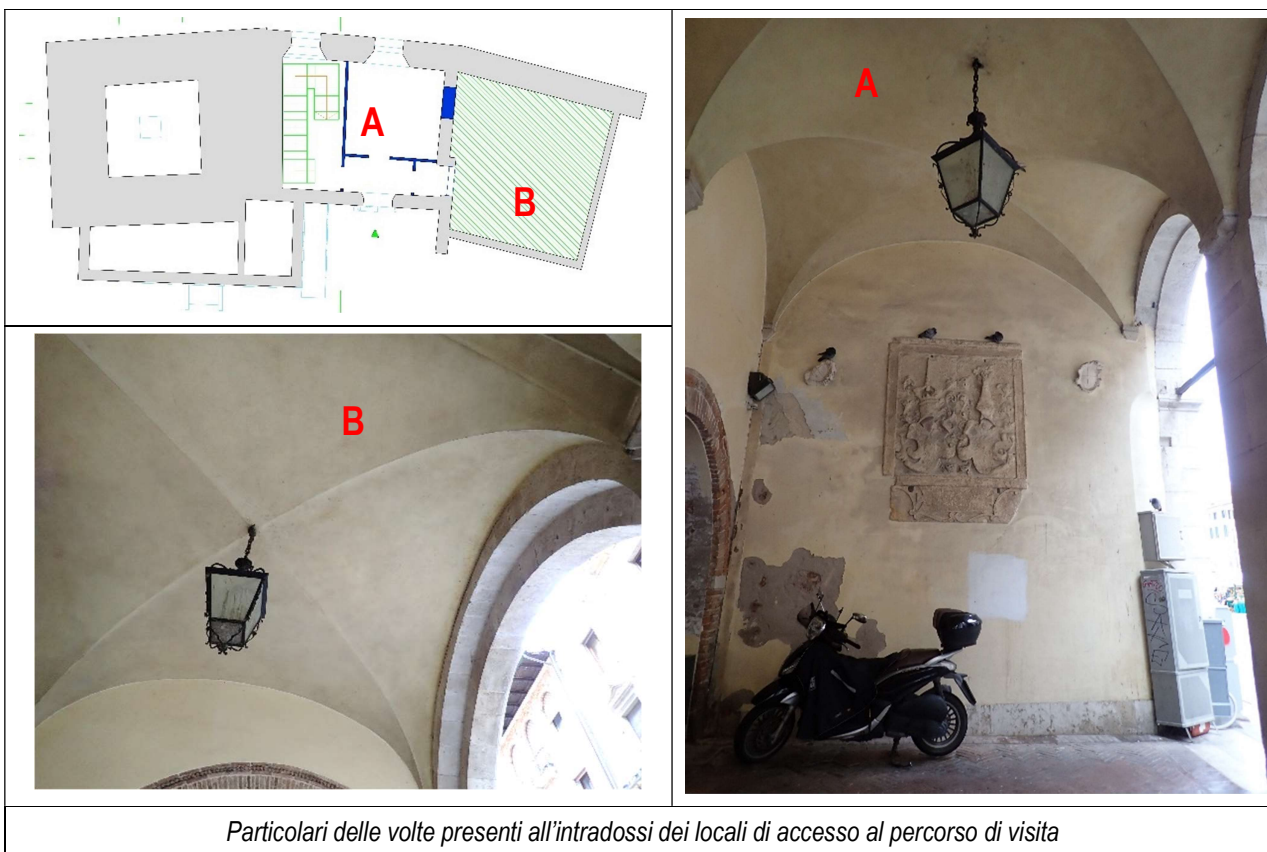 A
B
A
B
Particolari delle volte presenti all'intradossi dei locali di accesso al percorso di visita